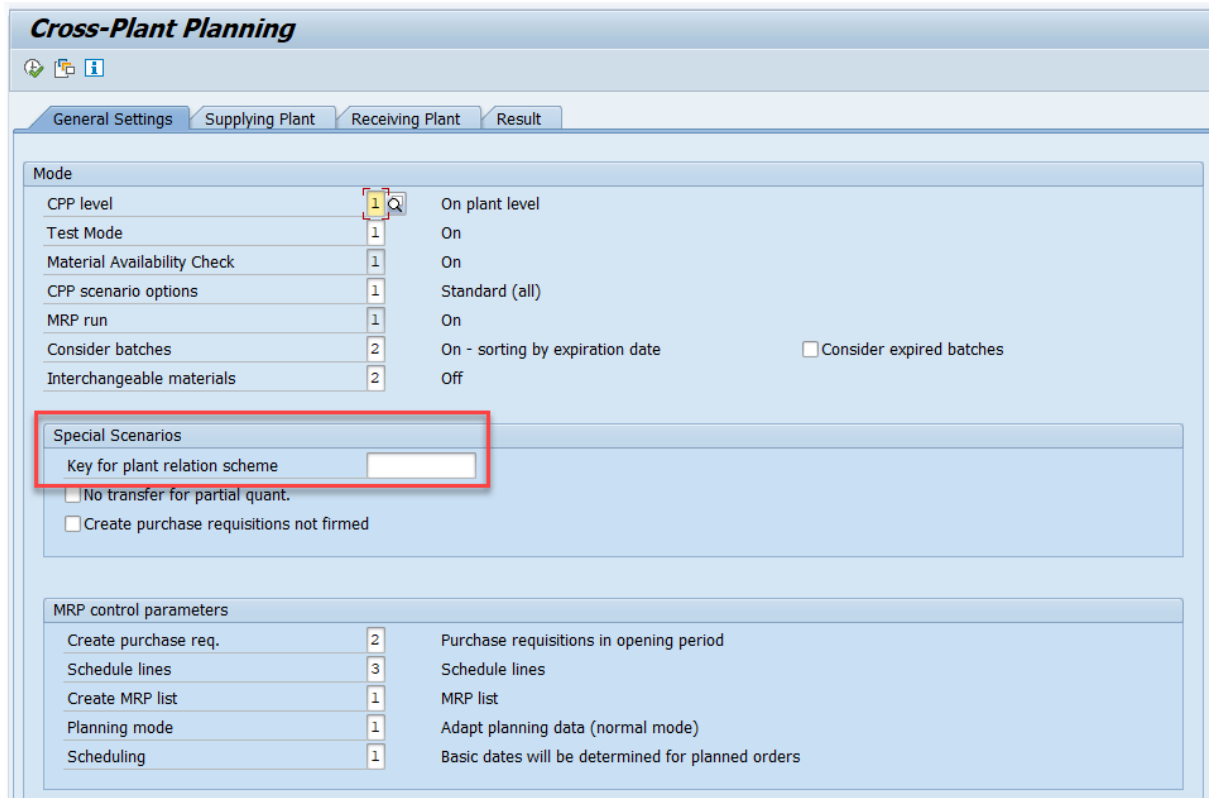 Cross-Plant Planning
General Settings Supplying Plant Receiving Plant Result
Mode
CPP level 1 On plant level
Test Mode 1 On
Material Availability Check 1 On
CPP scenario options 1 Standard (all)
MRP run 1 On
Consider batches 2 On - sorting by expiration date Consider expired batches
Interchangeable materials 2 Off
Special Scenarios
Key for plant relation scheme
No transfer for partial quant.
Create purchase requisitions not firmed
MRP control parameters
Create purchase req. 2 Purchase requisitions in opening period
Schedule lines 3 Schedule lines
Create MRP list 1 MRP list
Planning mode 1 Adapt planning data (normal mode)
Scheduling 1 Basic dates will be determined for planned orders